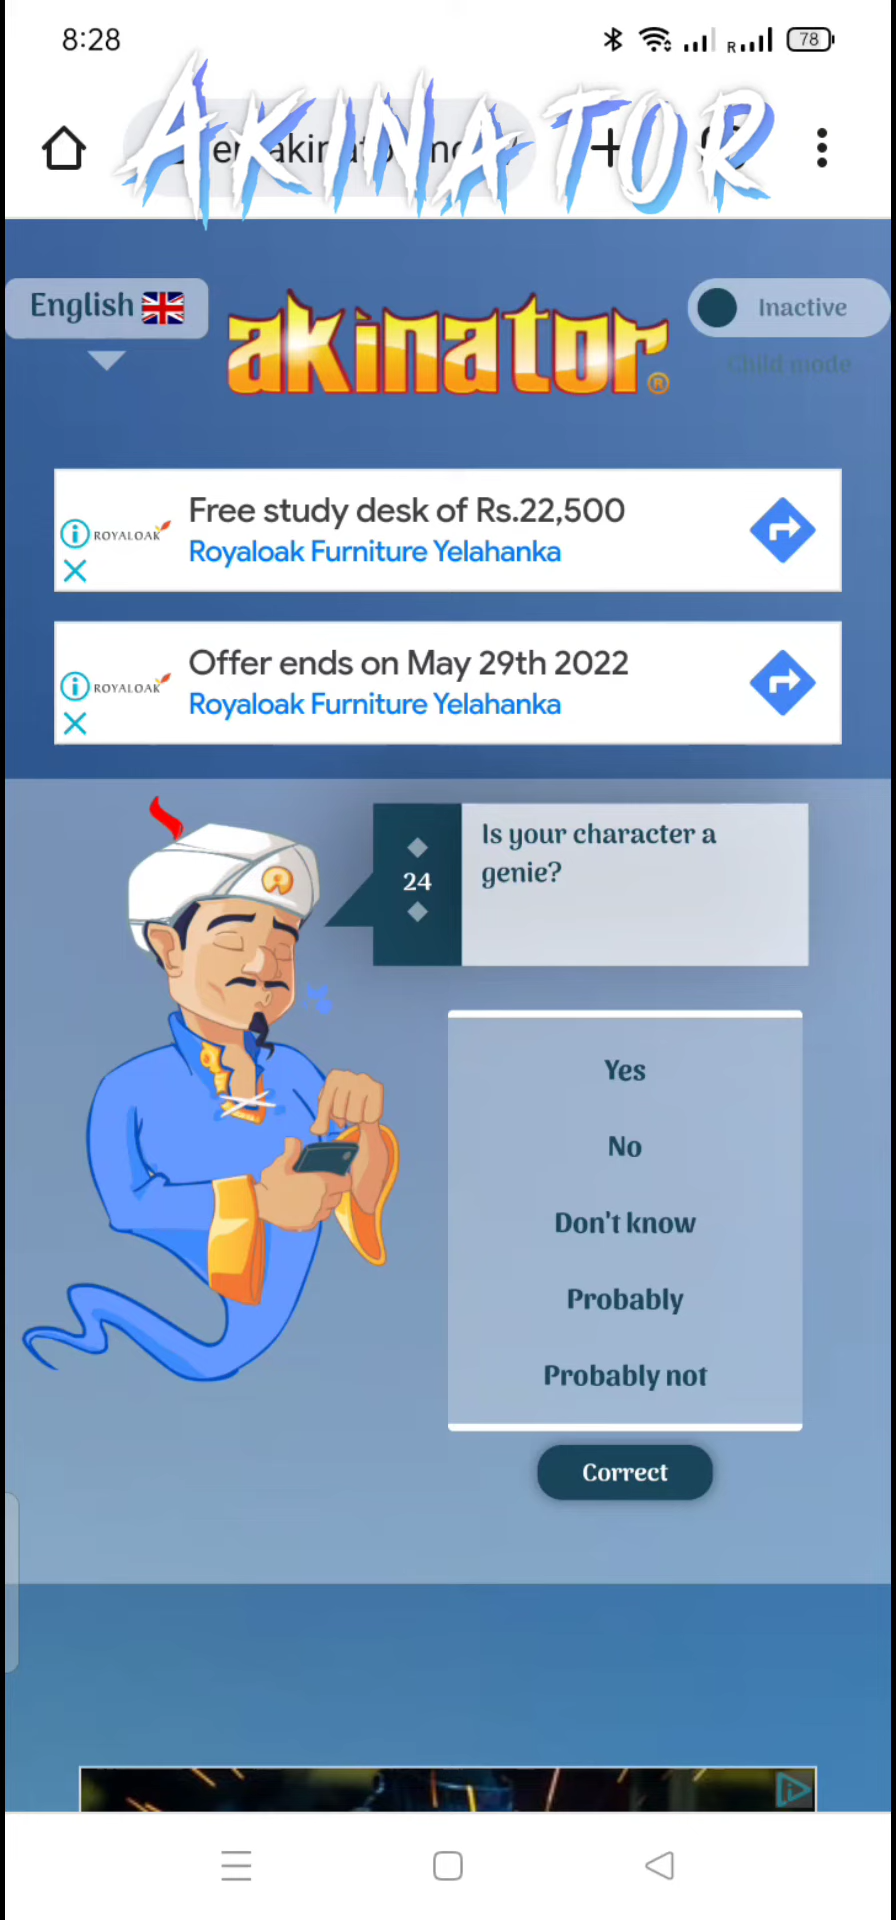 8:28
R
78
AKINATOR
English
akinator®
Inactive
Child mode
ROYALOAK
Free study desk of Rs.22,500
Royaloak Furniture Yelahanka
ROYALOAK
Offer ends on May 29th 2022
Royaloak Furniture Yelahanka
24
Is your character a
genie?
Yes
No
Don't know
Probably
Probably not
Correct